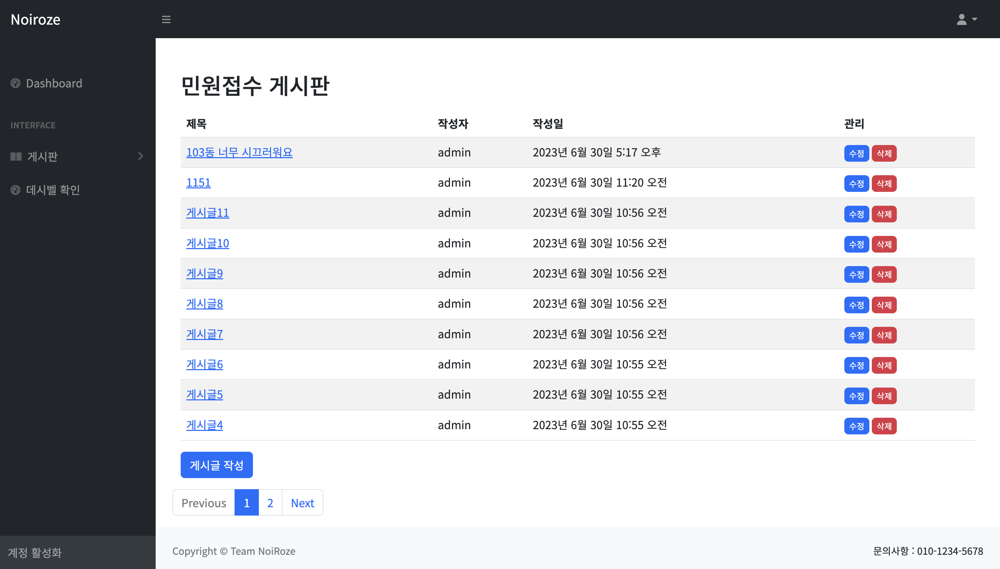 Noiroze
Dashboard
INTERFACE
게시판
데시벨 확인
계정 활성화
민원접수 게시판
제목 작성자 작성일 관리
103동 너무 시끄러워요 admin 2023년 6월 30일 5:17 오후 수정 삭제
1151 admin 2023년 6월 30일 11:20 오전 수정 삭제
게시글11 admin 2023년 6월 30일 10:56 오전 수정 삭제
게시글10 admin 2023년 6월 30일 10:56 오전 수정 삭제
게시글9 admin 2023년 6월 30일 10:56 오전 수정 삭제
게시글8 admin 2023년 6월 30일 10:56 오전 수정 삭제
게시글7 admin 2023년 6월 30일 10:56 오전 수정 삭제
게시글6 admin 2023년 6월 30일 10:55 오전 수정 삭제
게시글5 admin 2023년 6월 30일 10:55 오전 수정 삭제
게시글4 admin 2023년 6월 30일 10:55 오전 수정 삭제
게시글 작성
Previous 1 2 Next
Copyright © Team NoiRoze 문의사항 : 010-1234-5678